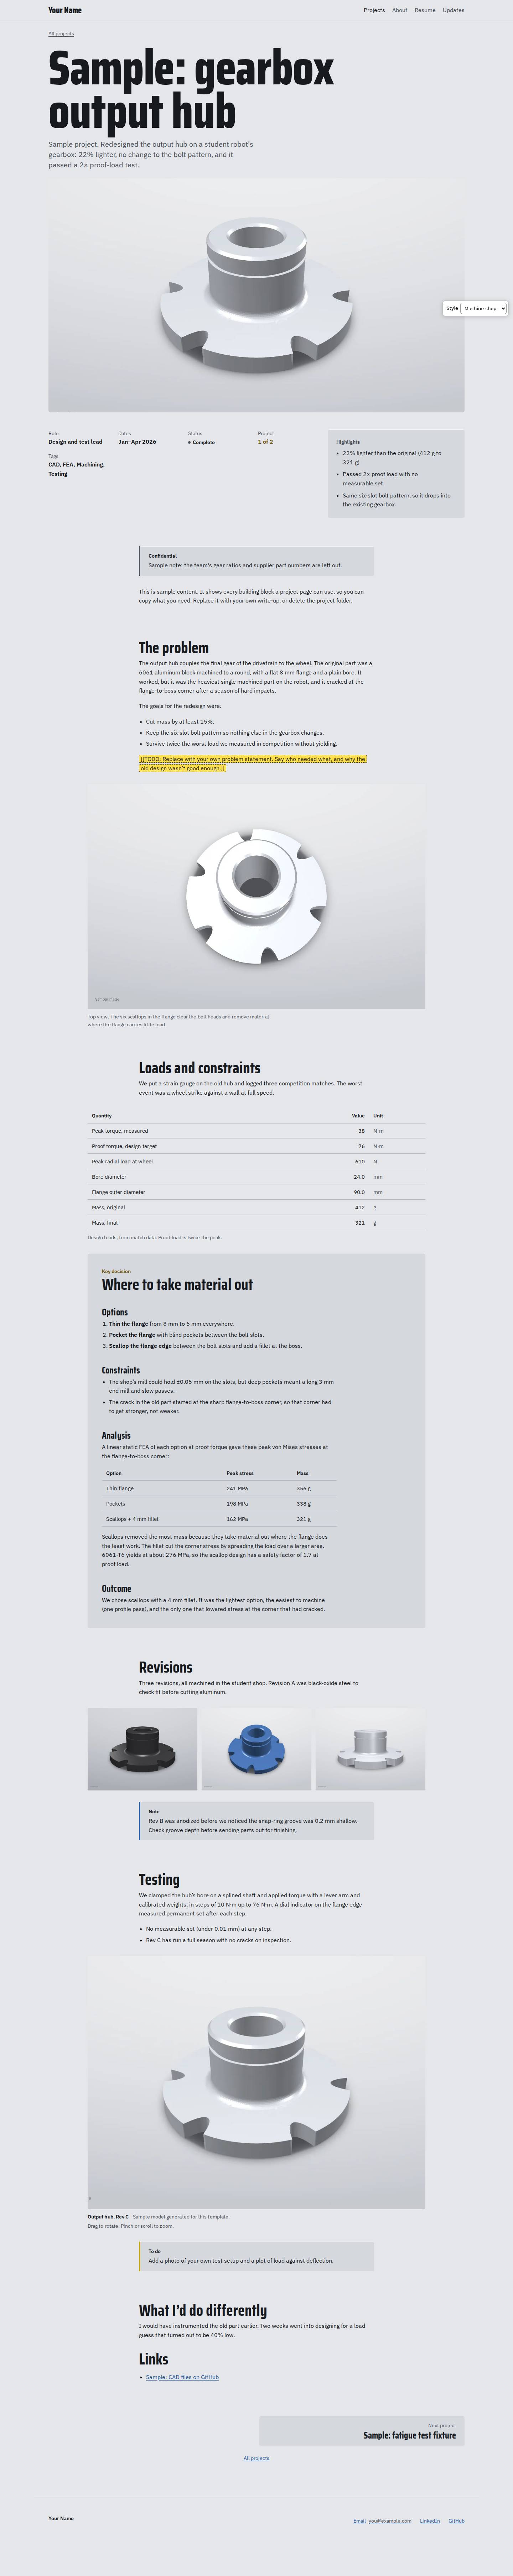 Your Name
Projects About Resume Updates
All projects
Sample: gearbox
output hub
Sample project. Redesigned the output hub on a student robot's
gearbox: 22% lighter, no change to the bolt pattern, and it
passed a 2× proof-load test.
Style Machine shop
Role
Design and test lead
Dates
Jan–Apr 2026
Status
Complete
Project
1 of 2
Tags
CAD, FEA, Machining,
Testing
Highlights
22% lighter than the original (412 g to
321 g)
Passed 2× proof load with no
measurable set
Same six-slot bolt pattern, so it drops into
the existing gearbox
Confidential
Sample note: the team's gear ratios and supplier part numbers are left out.
This is sample content. It shows every building block a project page can use, so you can
copy what you need. Replace it with your own write-up, or delete the project folder.
The problem
The output hub couples the final gear of the drivetrain to the wheel. The original part was a
6061 aluminum block machined to a round, with a flat 8 mm flange and a plain bore. It
worked, but it was the heaviest single machined part on the robot, and it cracked at the
flange-to-boss corner after a season of hard impacts.
The goals for the redesign were:
Cut mass by at least 15%.
Keep the six-slot bolt pattern so nothing else in the gearbox changes.
Survive twice the worst load we measured in competition without yielding.
[[TODO: Replace with your own problem statement. Say who needed what, and why the
old design wasn't good enough.]]
Sample image
Top view. The six scallops in the flange clear the bolt heads and remove material
where the flange carries little load.
Loads and constraints
We put a strain gauge on the old hub and logged three competition matches. The worst
event was a wheel strike against a wall at full speed.
Quantity Value Unit
Peak torque, measured 38 N·m
Proof torque, design target 76 N·m
Peak radial load at wheel 610 N
Bore diameter 24.0 mm
Flange outer diameter 90.0 mm
Mass, original 412 g
Mass, final 321 g
Design loads, from match data. Proof load is twice the peak.
Key decision
Where to take material out
Options
1. Thin the flange from 8 mm to 6 mm everywhere.
2. Pocket the flange with blind pockets between the bolt slots.
3. Scallop the flange edge between the bolt slots and add a fillet at the boss.
Constraints
The shop's mill could hold ±0.05 mm on the slots, but deep pockets meant a long 3 mm
end mill and slow passes.
The crack in the old part started at the sharp flange-to-boss corner, so that corner had
to get stronger, not weaker.
Analysis
A linear static FEA of each option at proof torque gave these peak von Mises stresses at
the flange-to-boss corner:
Option Peak stress Mass
Thin flange 241 MPa 356 g
Pockets 198 MPa 338 g
Scallops + 4 mm fillet 162 MPa 321 g
Scallops removed the most mass because they take material out where the flange does
the least work. The fillet cut the corner stress by spreading the load over a larger area.
6061-T6 yields at about 276 MPa, so the scallop design has a safety factor of 1.7 at
proof load.
Outcome
We chose scallops with a 4 mm fillet. It was the lightest option, the easiest to machine
(one profile pass), and the only one that lowered stress at the corner that had cracked.
Revisions
Three revisions, all machined in the student shop. Revision A was black-oxide steel to
check fit before cutting aluminum.
Note
Rev B was anodized before we noticed the snap-ring groove was 0.2 mm shallow.
Check groove depth before sending parts out for finishing.
Testing
We clamped the hub's bore on a splined shaft and applied torque with a lever arm and
calibrated weights, in steps of 10 N·m up to 76 N·m. A dial indicator on the flange edge
measured permanent set after each step.
No measurable set (under 0.01 mm) at any step.
Rev C has run a full season with no cracks on inspection.
Output hub, Rev C Sample model generated for this template.
Drag to rotate. Pinch or scroll to zoom.
To do
Add a photo of your own test setup and a plot of load against deflection.
What I'd do differently
I would have instrumented the old part earlier. Two weeks went into designing for a load
guess that turned out to be 40% low.
Links
Sample: CAD files on GitHub
Next project
Sample: fatigue test fixture
All projects
Your Name
Email you@example.com LinkedIn GitHub